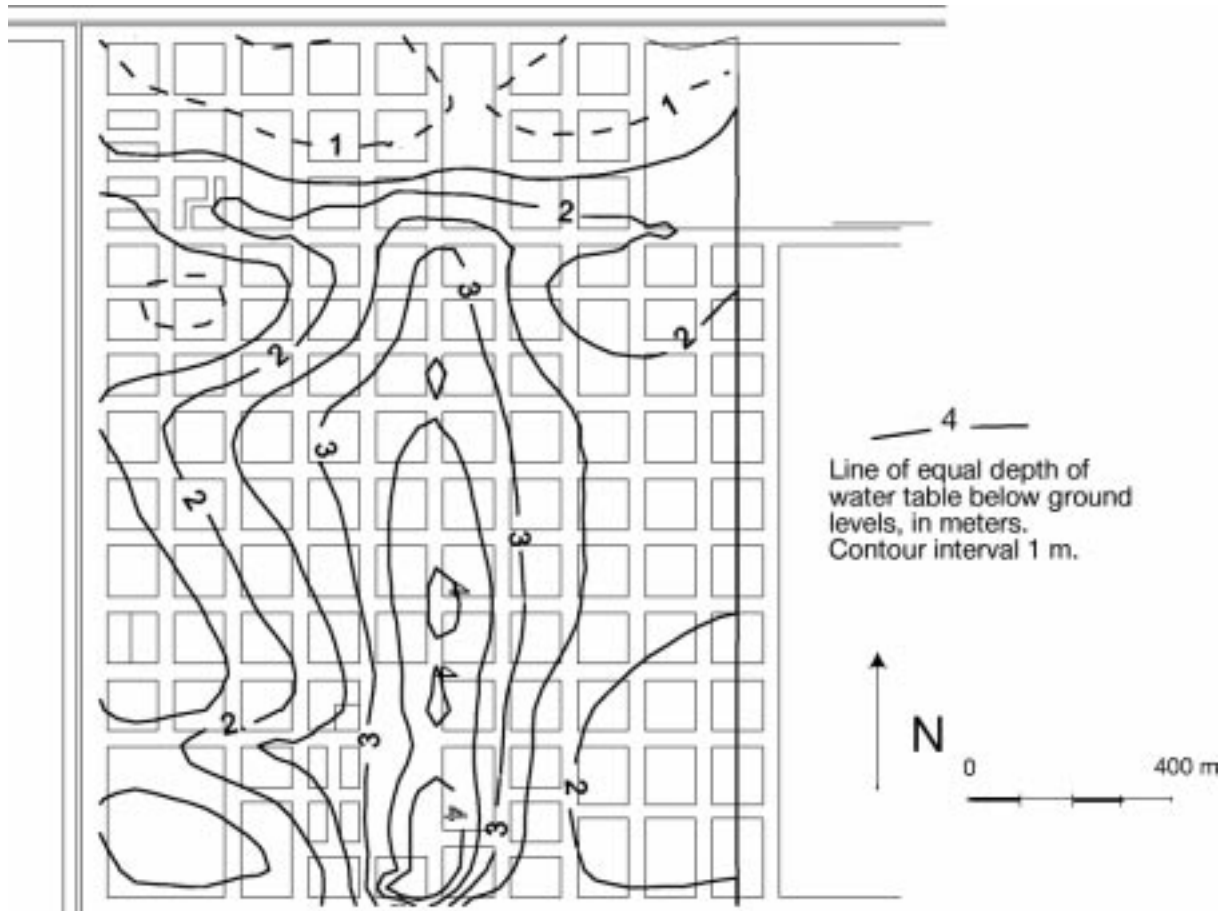 1
1
2
3
2
2
3
2
3
4
4
2.
3
2
4
3
4
Line of equal depth of
water table below ground
levels, in meters.
Contour interval 1 m.
N
0 400 m